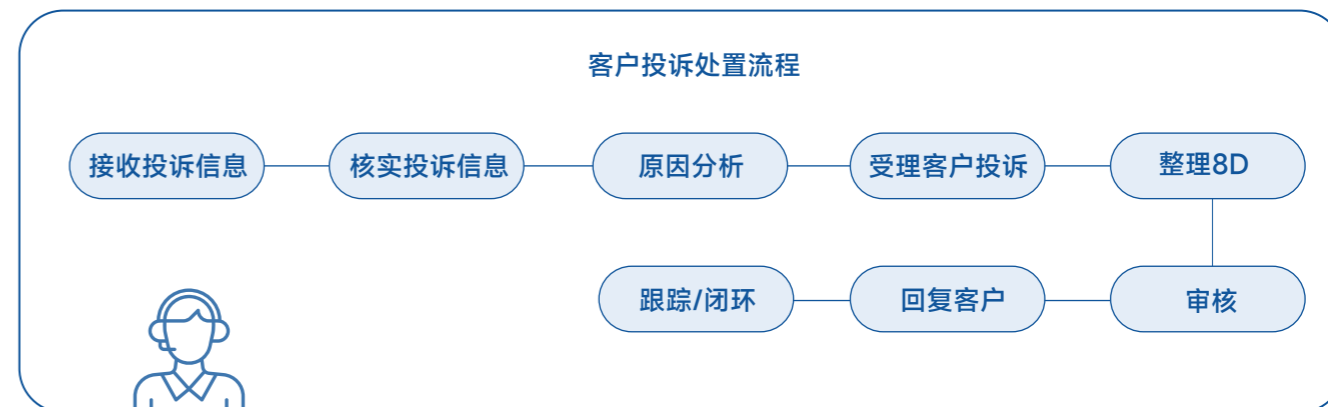 客户投诉处置流程
接收投诉信息
核实投诉信息
原因分析
受理客户投诉
整理8D
审核
回复客户
跟踪/闭环